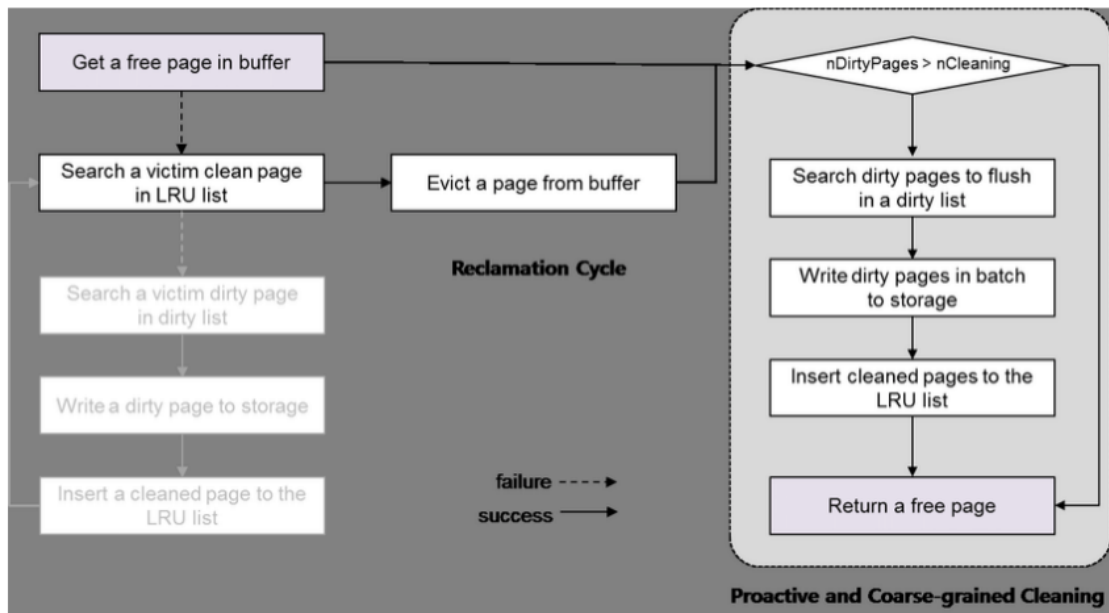 Get a free page in buffer
nDirtyPages > nCleaning
Search a victim clean page
in LRU list
Evict a page from buffer
Search dirty pages to flush
in a dirty list
Reclamation Cycle
Search a victim dirty page
in dirty list
Write dirty pages in batch
to storage
Write a dirty page to storage
Insert cleaned pages to the
LRU list
Insert a cleaned page to the
LRU list
failure
success
Return a free page
Proactive and Coarse-grained Cleaning